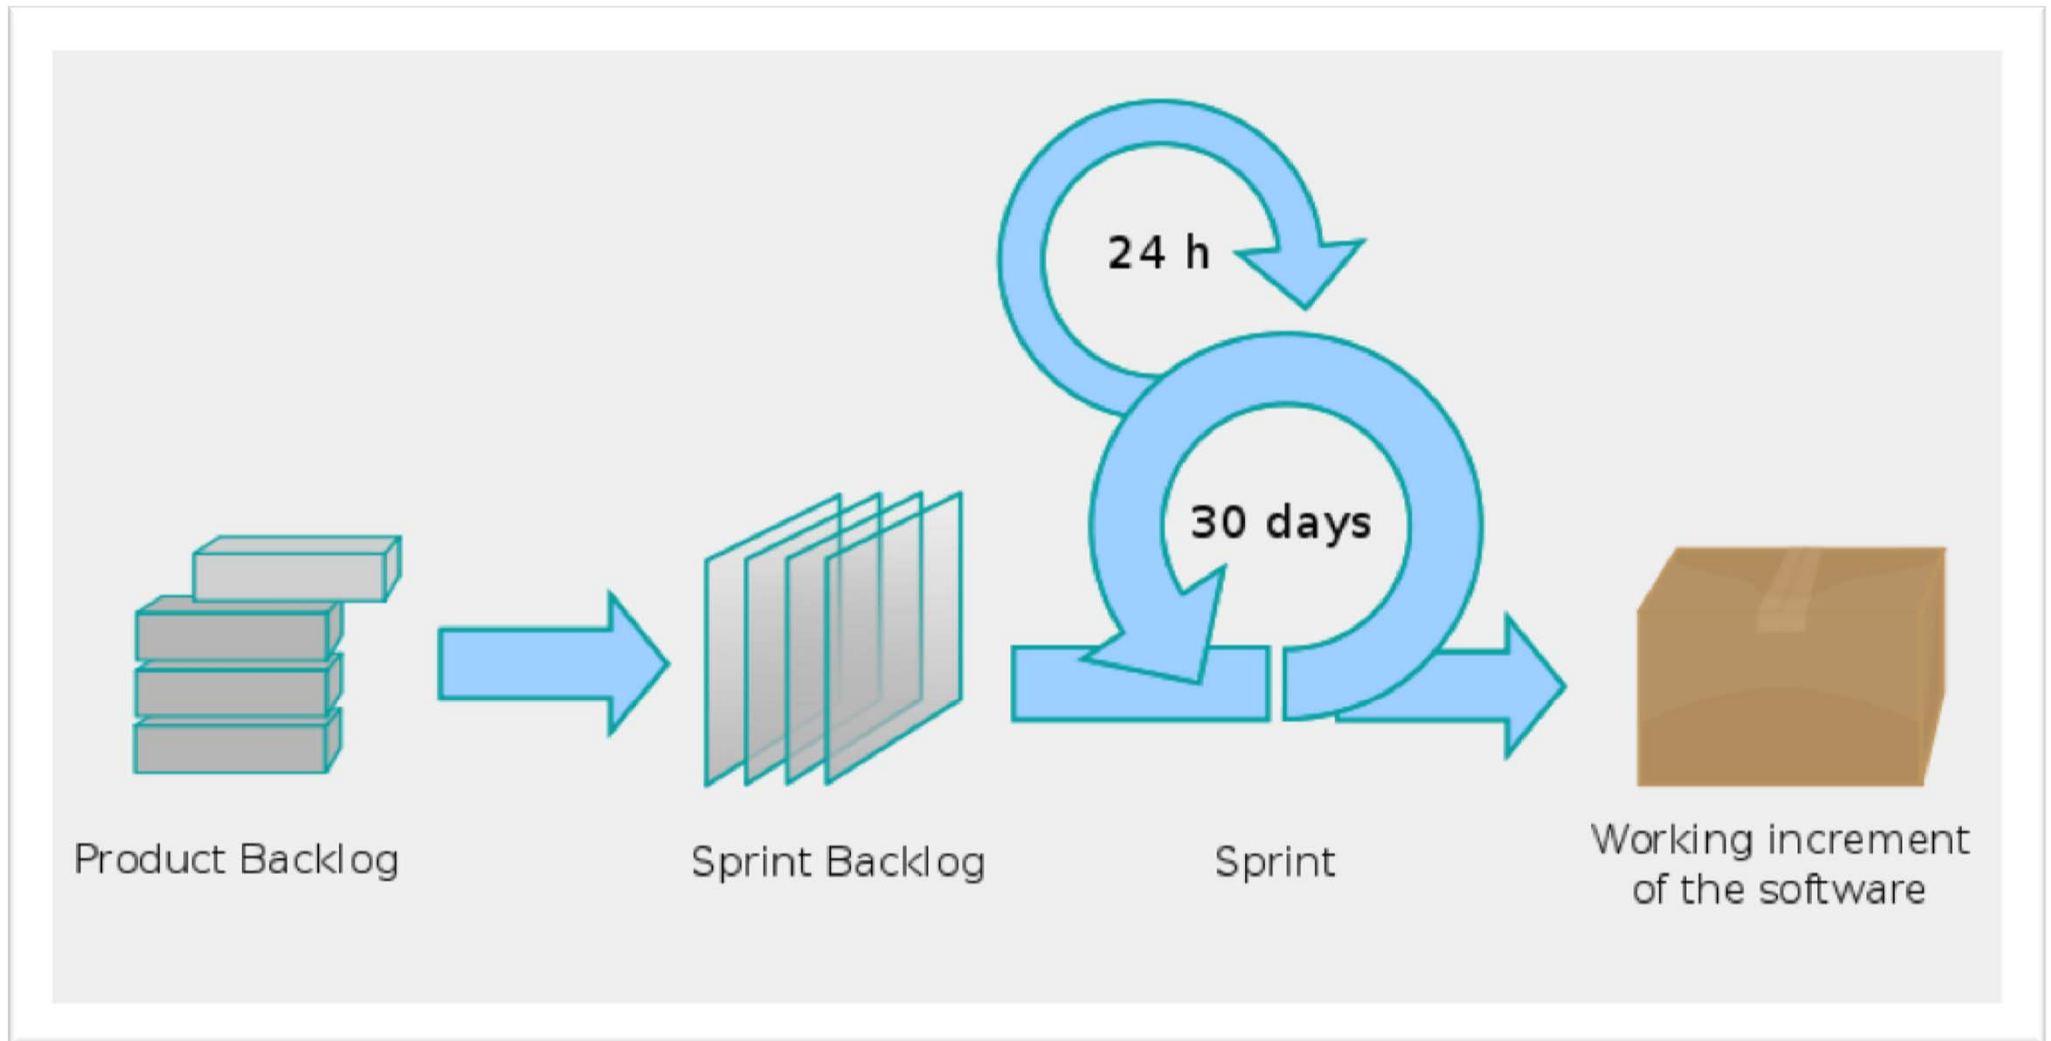 24 h
30 days
Product Backlog
Sprint Backlog
Sprint
Working increment
of the software